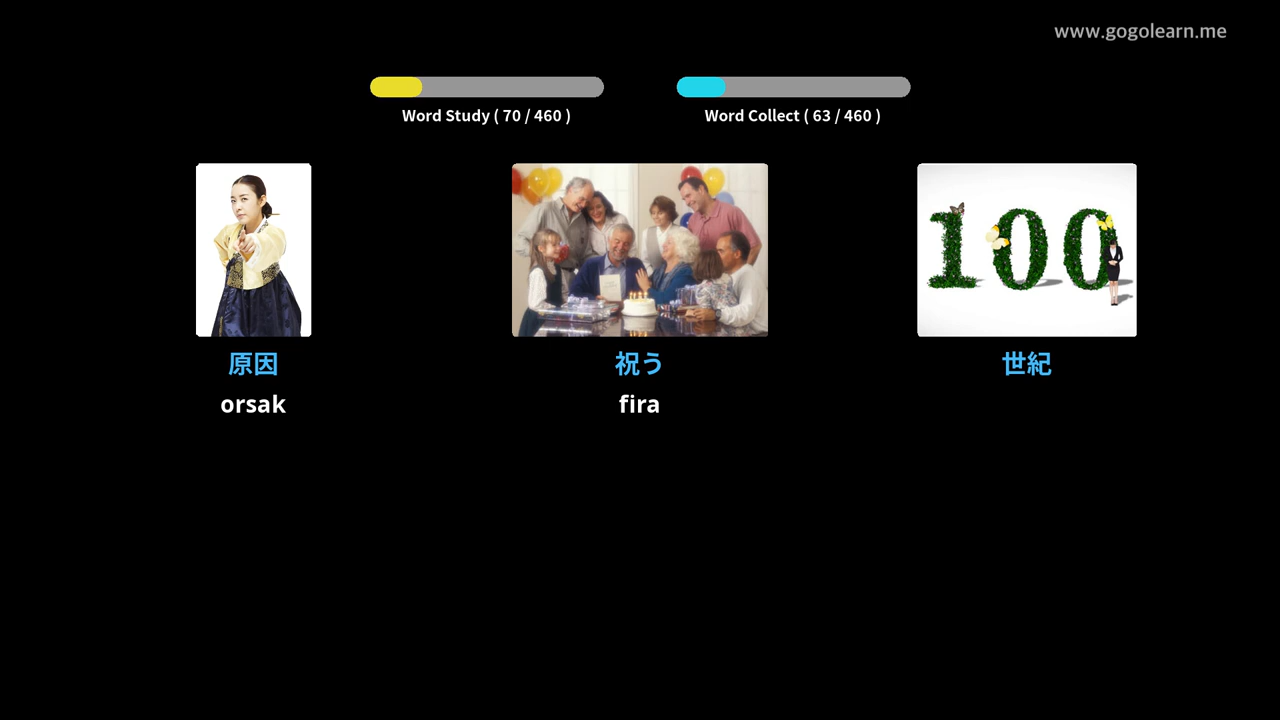 www.gogolearn.me
Word Study ( 70 / 460 )
Word Collect ( 63 / 460 )
100
原因
祝う
世紀
orsak
fira